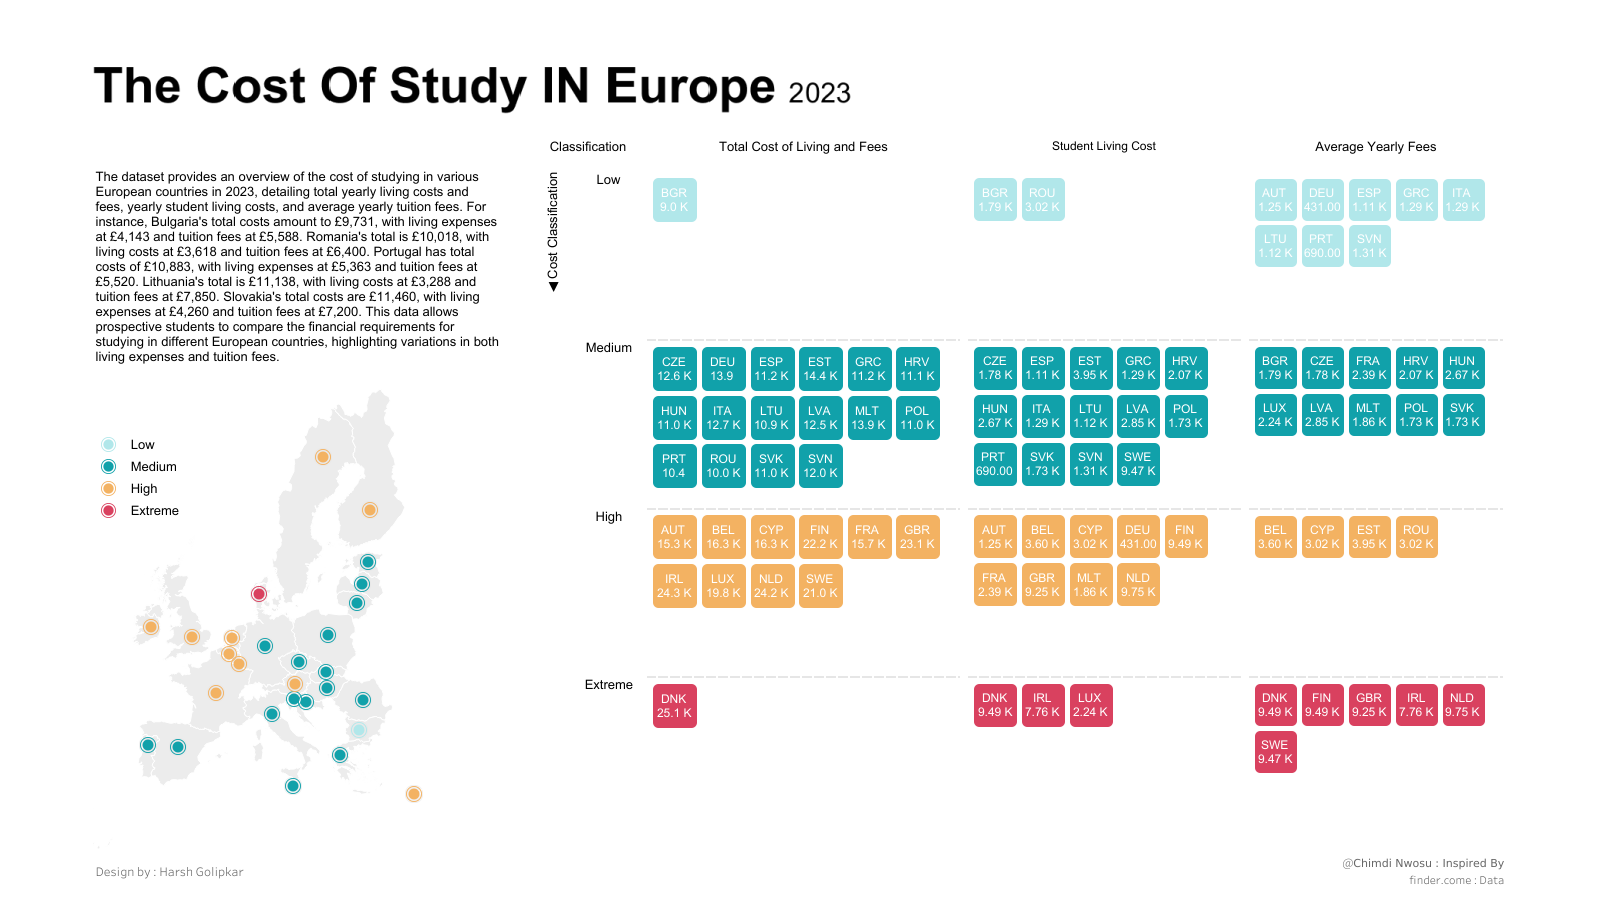 The Cost Of Study IN Europe 2023
Classification
Total Cost of Living and Fees
Student Living Cost
Average Yearly Fees
The dataset provides an overview of the cost of studying in various
European countries in 2023, detailing total yearly living costs and
fees, yearly student living costs, and average yearly tuition fees. For
instance, Bulgaria's total costs amount to £9,731, with living expenses
at £4,143 and tuition fees at £5,588. Romania's total is £10,018, with
living costs at £3,618 and tuition fees at £6,400. Portugal has total
costs of £10,883, with living expenses at £5,363 and tuition fees at
£5,520. Lithuania's total is £11,138, with living costs at £3,288 and
tuition fees at £7,850. Slovakia's total costs are £11,460, with living
expenses at £4,260 and tuition fees at £7,200. This data allows
prospective students to compare the financial requirements for
studying in different European countries, highlighting variations in both
living expenses and tuition fees.
Low
Medium
High
Extreme
◀ Cost Classification
Low
BGR
9.0 K
BGR ROU
1.79 K 3.02 K
AUT DEU ESP GRC ITA
1.25 K 431.00 1.11 K 1.29 K 1.29 K
LTU PRT SVN
1.12 K 690.00 1.31 K
Medium
CZE DEU ESP EST GRC HRV
12.6 K 13.9 11.2 K 14.4 K 11.2 K 11.1 K
HUN ITA LTU LVA MLT POL
11.0 K 12.7 K 10.9 K 12.5 K 13.9 K 11.0 K
PRT ROU SVK SVN
10.4 10.0 K 11.0 K 12.0 K
CZE ESP EST GRC HRV
1.78 K 1.11 K 3.95 K 1.29 K 2.07 K
HUN ITA LTU LVA POL
2.67 K 1.29 K 1.12 K 2.85 K 1.73 K
PRT SVK SVN SWE
690.00 1.73 K 1.31 K 9.47 K
BGR CZE FRA HRV HUN
1.79 K 1.78 K 2.39 K 2.07 K 2.67 K
LUX LVA MLT POL SVK
2.24 K 2.85 K 1.86 K 1.73 K 1.73 K
High
AUT BEL CYP FIN FRA GBR
15.3 K 16.3 K 16.3 K 22.2 K 15.7 K 23.1 K
IRL LUX NLD SWE
24.3 K 19.8 K 24.2 K 21.0 K
AUT BEL CYP DEU FIN
1.25 K 3.60 K 3.02 K 431.00 9.49 K
FRA GBR MLT NLD
2.39 K 9.25 K 1.86 K 9.75 K
BEL CYP EST ROU
3.60 K 3.02 K 3.95 K 3.02 K
Extreme
DNK
25.1 K
DNK IRL LUX
9.49 K 7.76 K 2.24 K
DNK FIN GBR IRL NLD
9.49 K 9.49 K 9.25 K 7.76 K 9.75 K
SWE
9.47 K
Design by : Harsh Golipkar
@Chimdi Nwosu : Inspired By
finder.come : Data